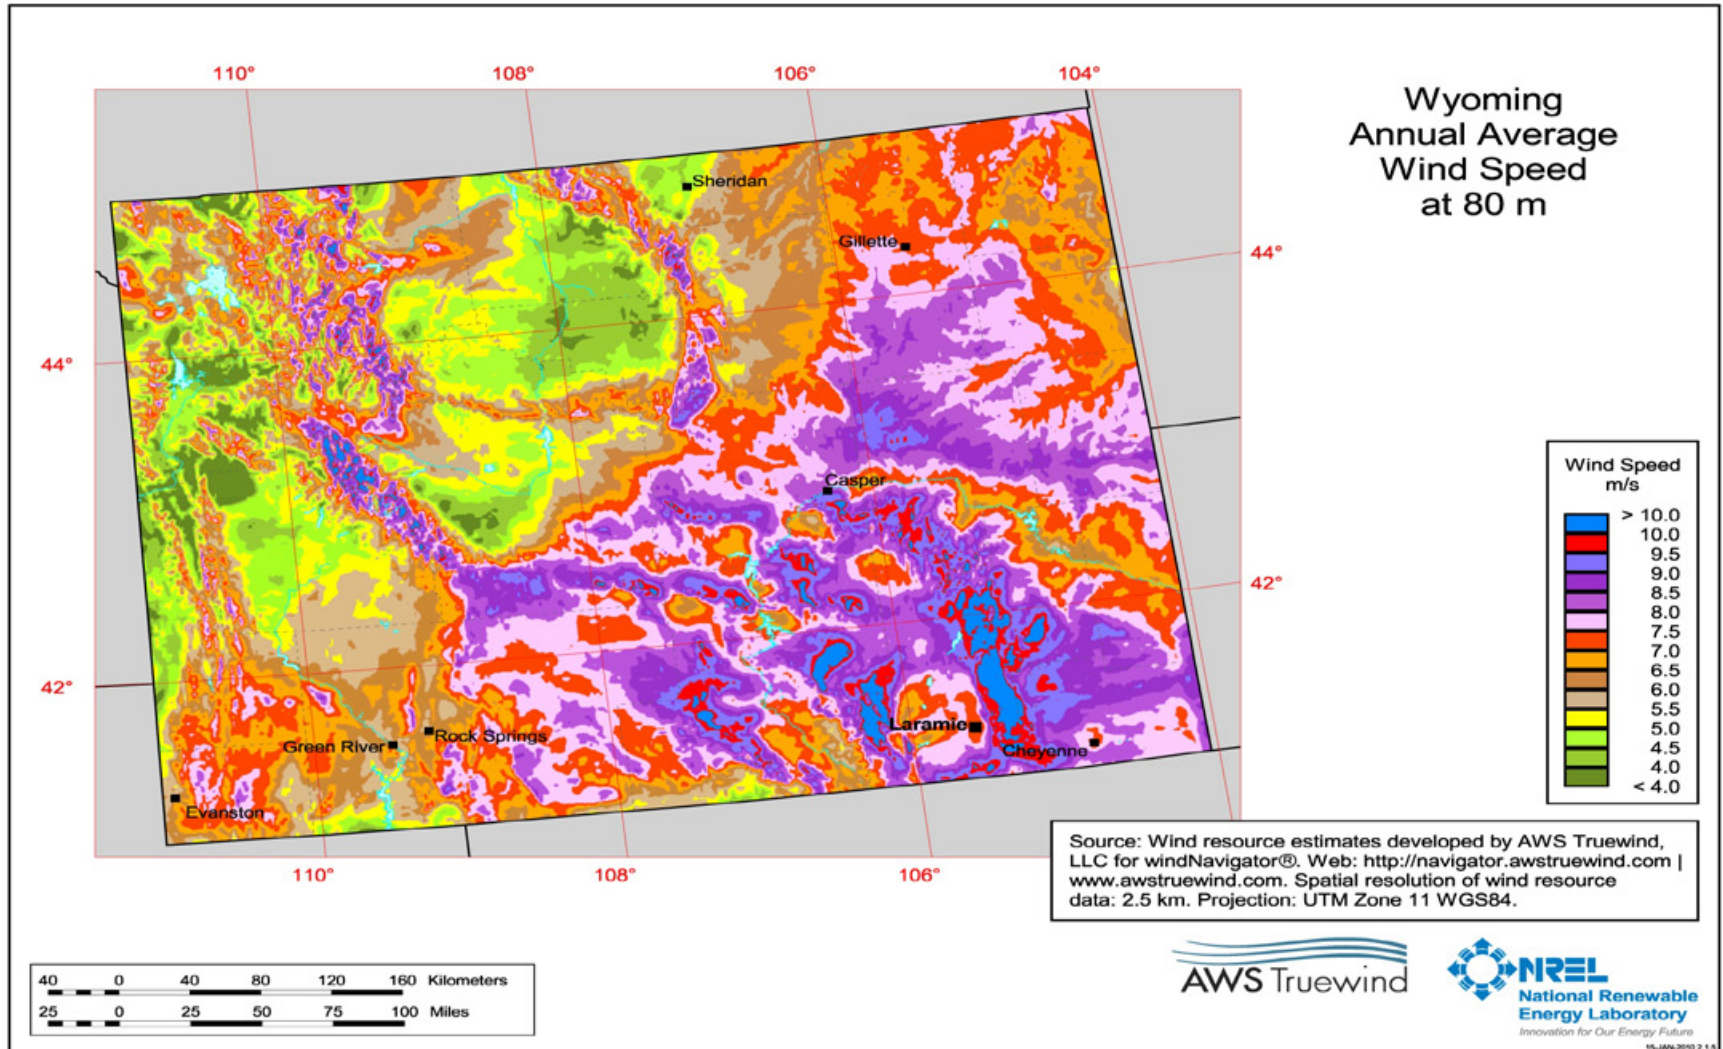 110°
108°
106°
104°
Wyoming
Annual Average
Wind Speed
at 80 m
Sheridan
Gillette
44°
44°
Casper
Wind Speed
m/s
> 10.0
10.0
9.5
9.0
8.5
8.0
7.5
7.0
6.5
6.0
5.5
5.0
4.5
4.0
< 4.0
42°
42°
Laramie
Green River
Rock Springs
Cheyenne
Evanston
110°
108°
106°
Source: Wind resource estimates developed by AWS Truewind,
LLC for windNavigator®. Web: http://navigator.awstruewind.com |
www.awstruewind.com. Spatial resolution of wind resource
data: 2.5 km. Projection: UTM Zone 11 WGS84.
40 0 40 80 120 160 Kilometers
25 0 25 50 75 100 Miles
AWS Truewind
NREL
National Renewable
Energy Laboratory
Innovation for Our Energy Future